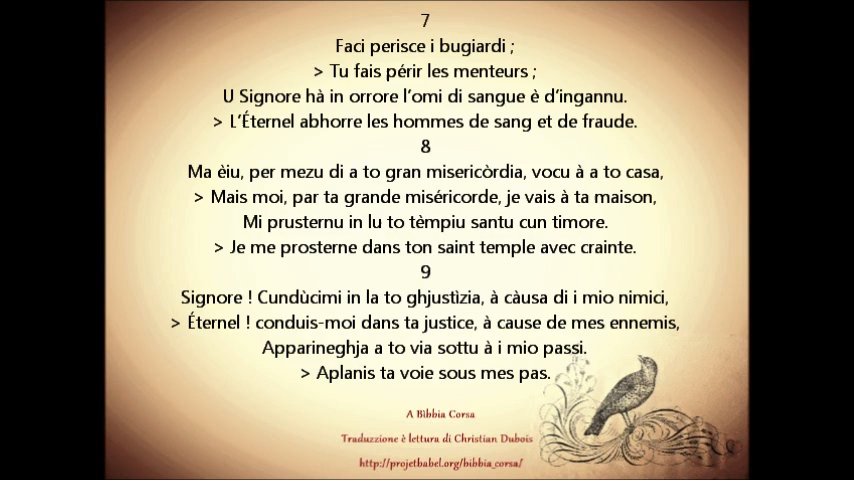 7
Faci perisce i bugiardi ;
> Tu fais périr les menteurs ;
U Signore hà in orrore l'omi di sangue è d'ingannu.
> L'Éternel abhorre les hommes de sang et de fraude.
8
Ma èiu, per mezu di a to gran misericòrdia, vocu à a to casa,
> Mais moi, par ta grande miséricorde, je vais à ta maison,
Mi prusternu in lu to tèmpiu santu cun timore.
> Je me prosterne dans ton saint temple avec crainte.
9
Signore ! Cundùcimi in la to ghjustìzia, à càusa di i mio nimici,
> Éternel ! conduis-moi dans ta justice, à cause de mes ennemis,
Apparineghja a to via sottu à i mio passi.
> Aplanis ta voie sous mes pas.
A Bìbbia Corsa
Traduzzione è lettura di Christian Dubois
http://projetbabel.org/bibbia_corsa/